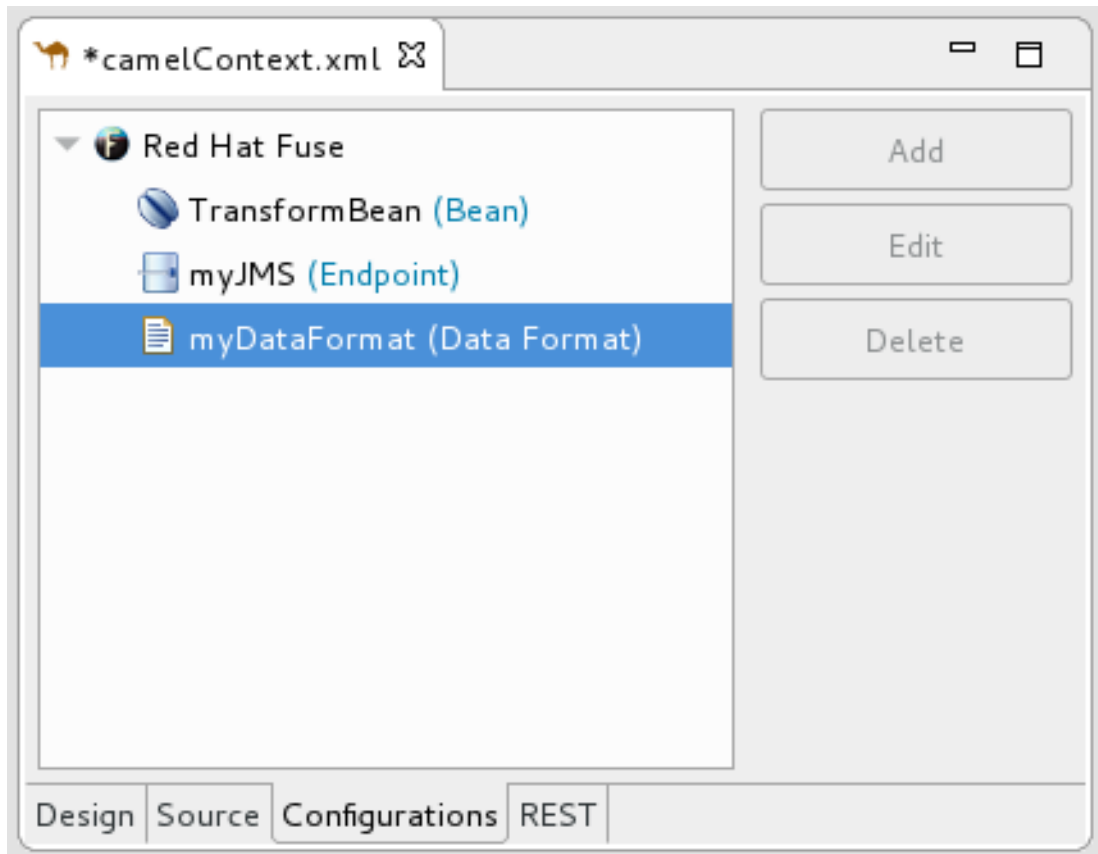 *camelContext.xml
Red Hat Fuse
TransformBean (Bean)
myJMS (Endpoint)
myDataFormat (Data Format)
Add
Edit
Delete
Design Source Configurations REST